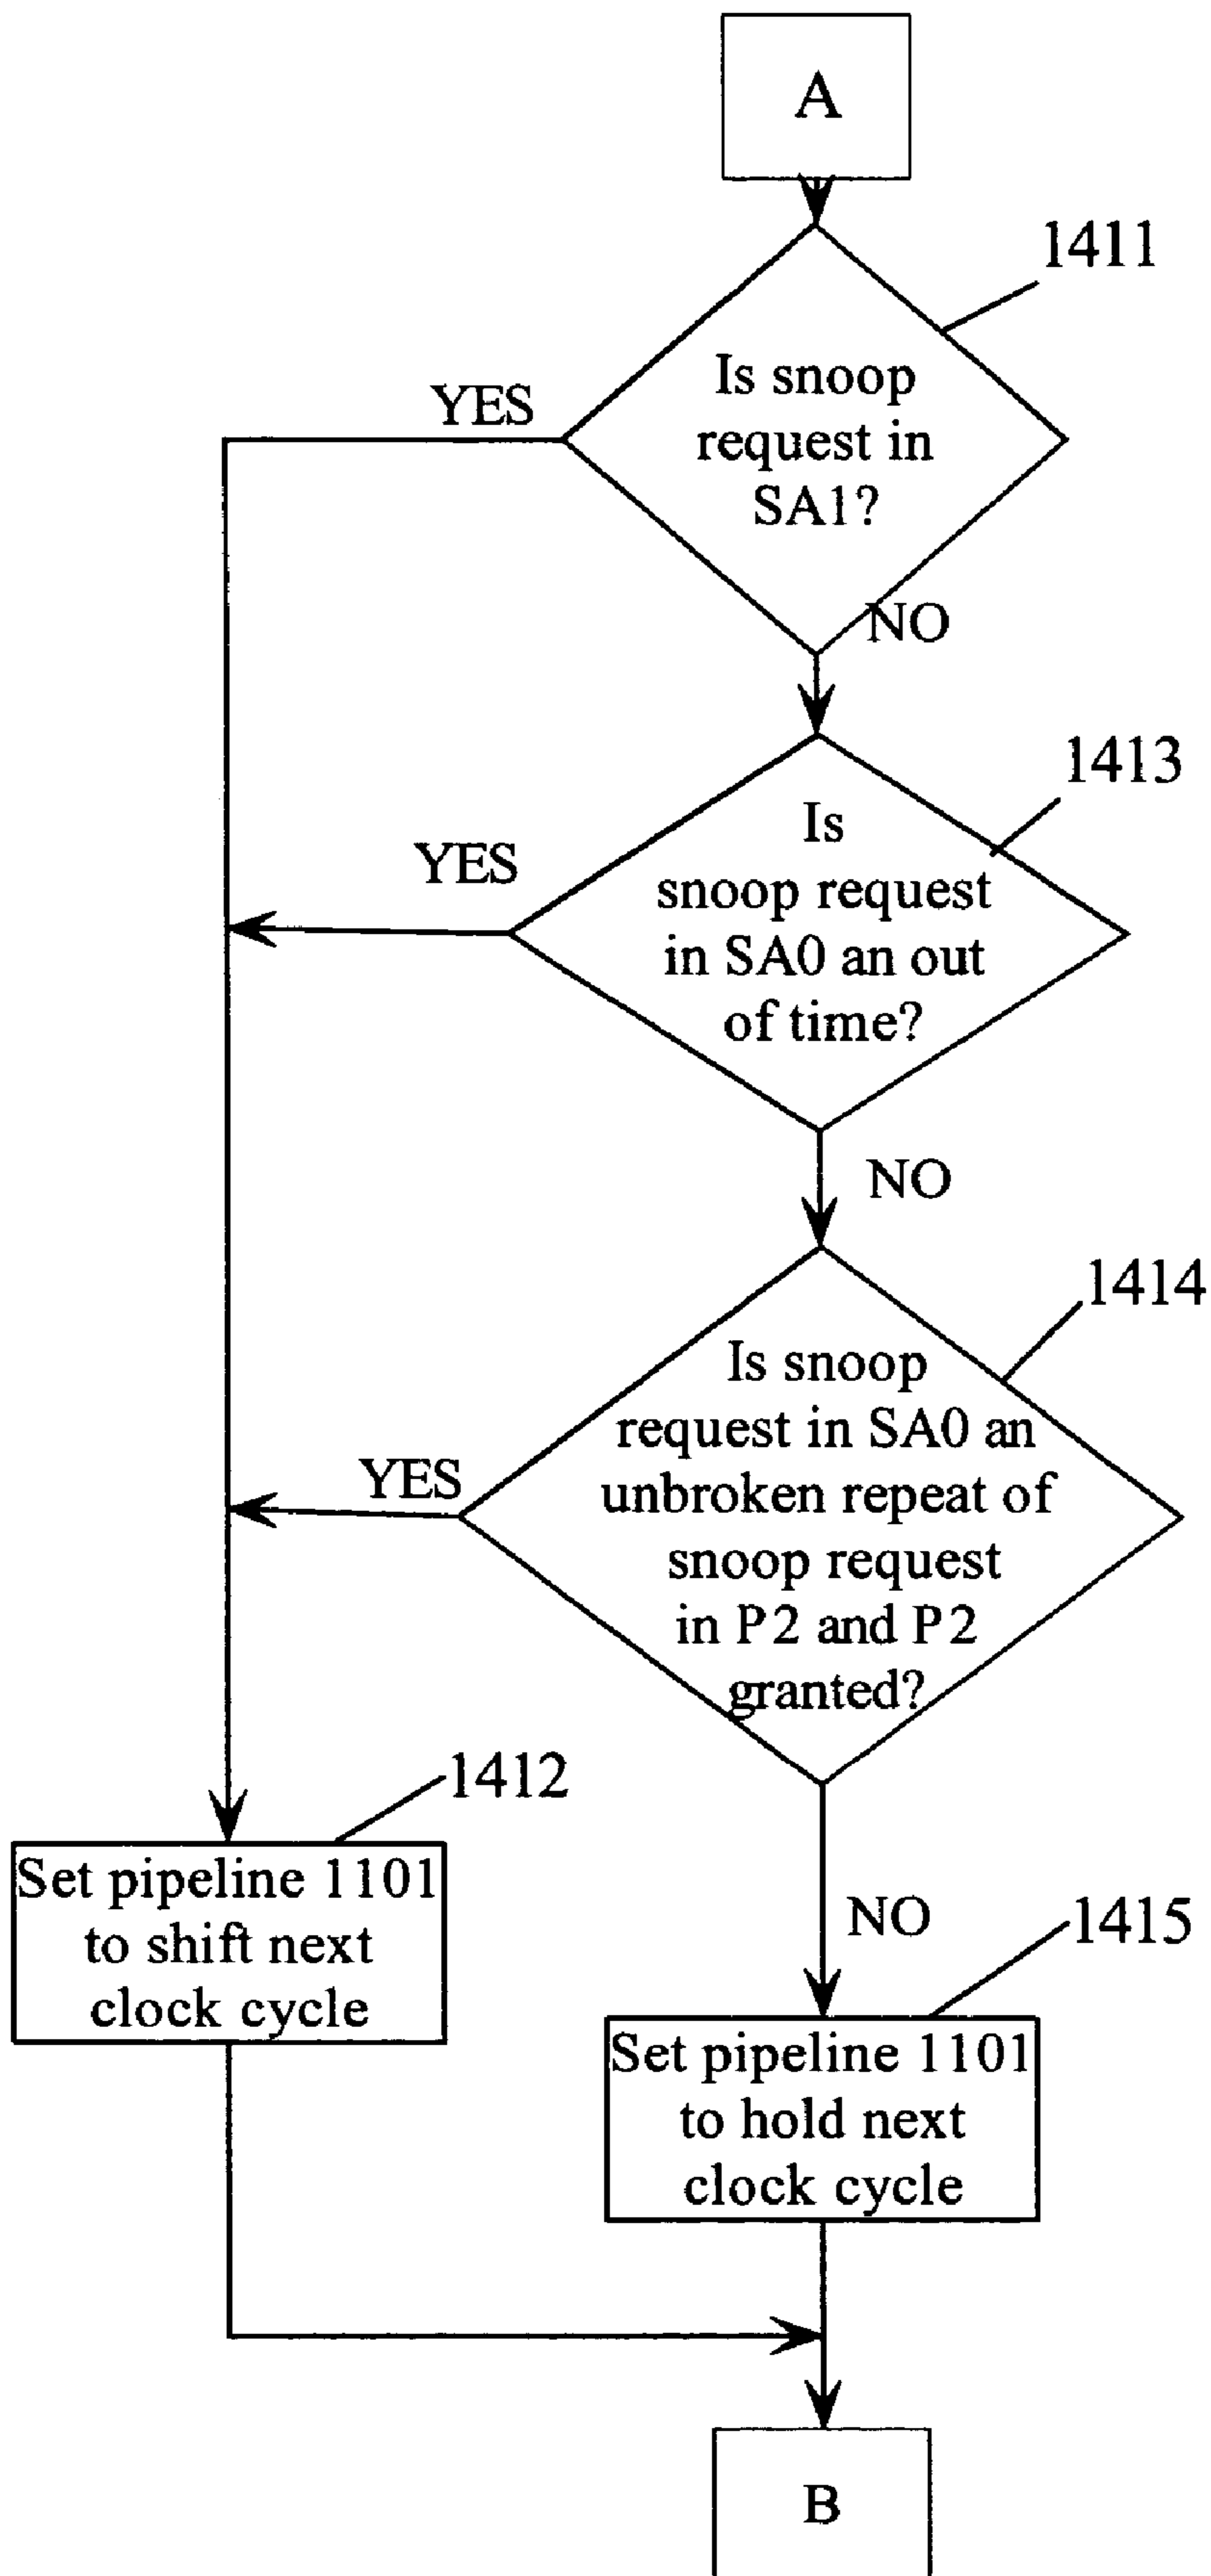 A
1411
Is snoop
request in
SA1?
YES
NO
1413
Is
snoop request
in SA0 an out
of time?
YES
NO
1414
Is snoop
request in SA0 an
unbroken repeat of
snoop request
in P2 and P2
granted?
YES
1412
Set pipeline 1101
to shift next
clock cycle
NO
1415
Set pipeline 1101
to hold next
clock cycle
B